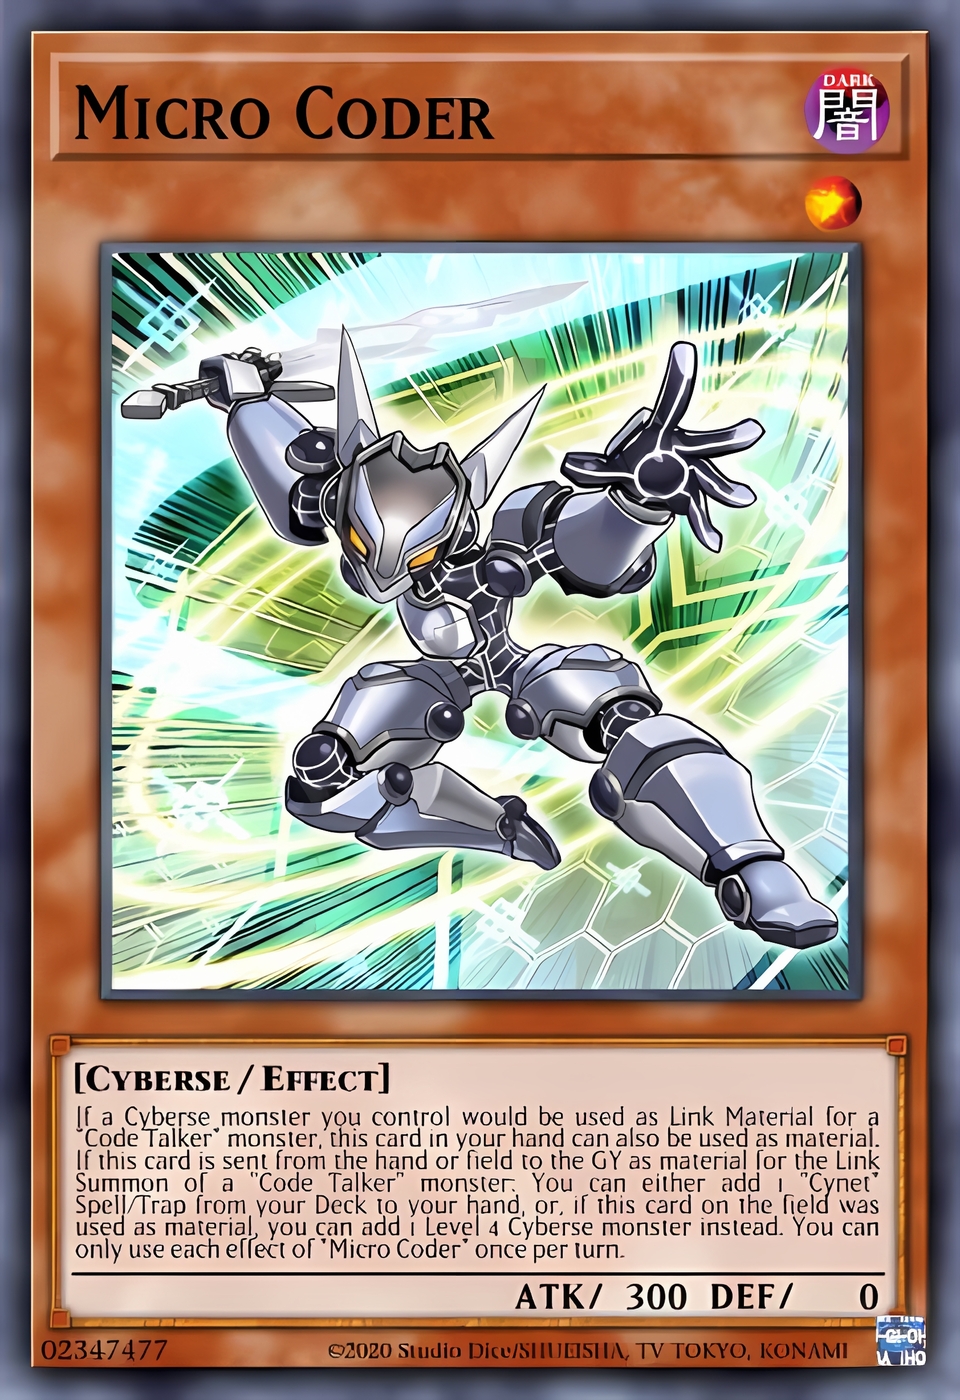 MICRO CODER
DARK
闇
[CYBERSE / EFFECT]
If a Cyberse monster you control would be used as Link Material for a
"Code Talker" monster, this card in your hand can also be used as material.
If this card is sent from the hand or field to the GY as material for the Link
Summon of a "Code Talker" monster: You can either add 1 "Cynet"
Spell/Trap from your Deck to your hand, or, if this card on the field was
used as material, you can add 1 Level 4 Cyberse monster instead. You can
only use each effect of "Micro Coder" once per turn.
ATK/ 300 DEF/ 0
02347477
©2020 Studio Dice/SHUEISHA, TV TOKYO, KONAMI